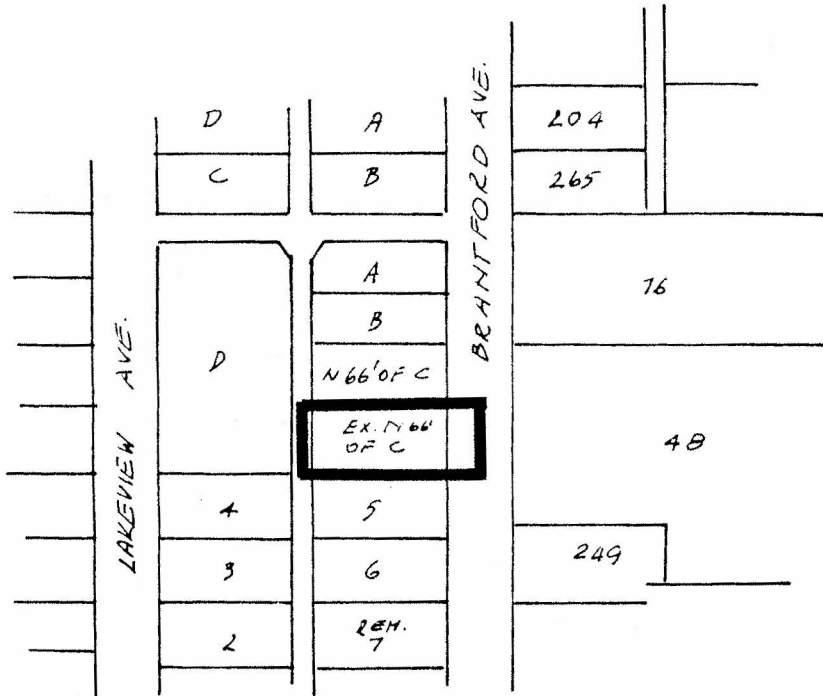 D
A
204
C
B
265
BRANTFORD AVE.
A
76
B
D
N 66' OF C
LAKEVIEW AVE.
EX. N 66'
OF C
48
4
5
249
3
6
2
REM.
7